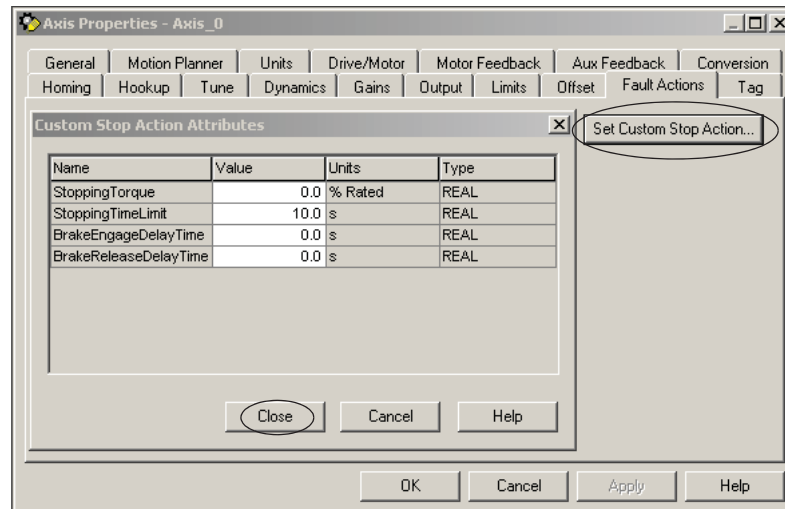 Axis Properties - Axis_0
General Motion Planner Units Drive/Motor Motor Feedback Aux Feedback Conversion
Homing Hookup Tune Dynamics Gains Output Limits Offset Fault Actions Tag
Custom Stop Action Attributes
Set Custom Stop Action...
Name Value Units Type
StoppingTorque 0.0 % Rated REAL
StoppingTimeLimit 10.0 s REAL
BrakeEngageDelayTime 0.0 s REAL
BrakeReleaseDelayTime 0.0 s REAL
Close Cancel Help
OK Cancel Apply Help